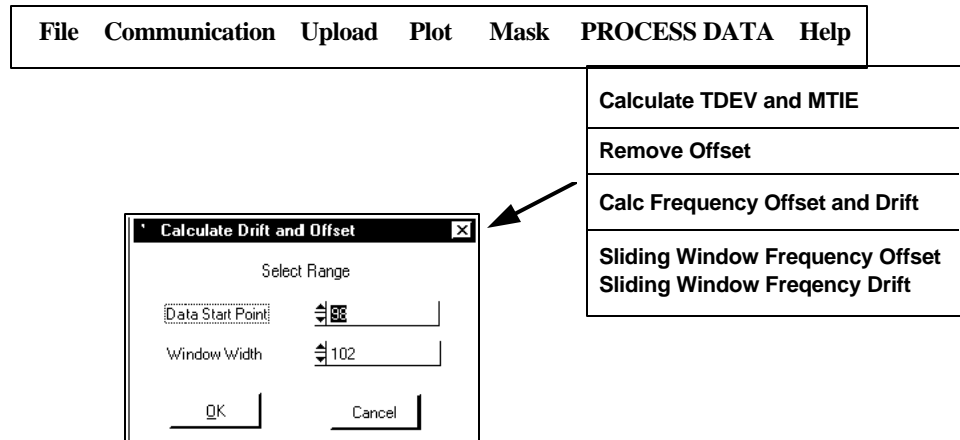 File Communication Upload Plot Mask PROCESS DATA Help
Calculate TDEV and MTIE
Remove Offset
Calc Frequency Offset and Drift
Sliding Window Frequency Offset
Sliding Window Freqency Drift
Calculate Drift and Offset
Select Range
Data Start Point 98
Window Width 102
OK Cancel